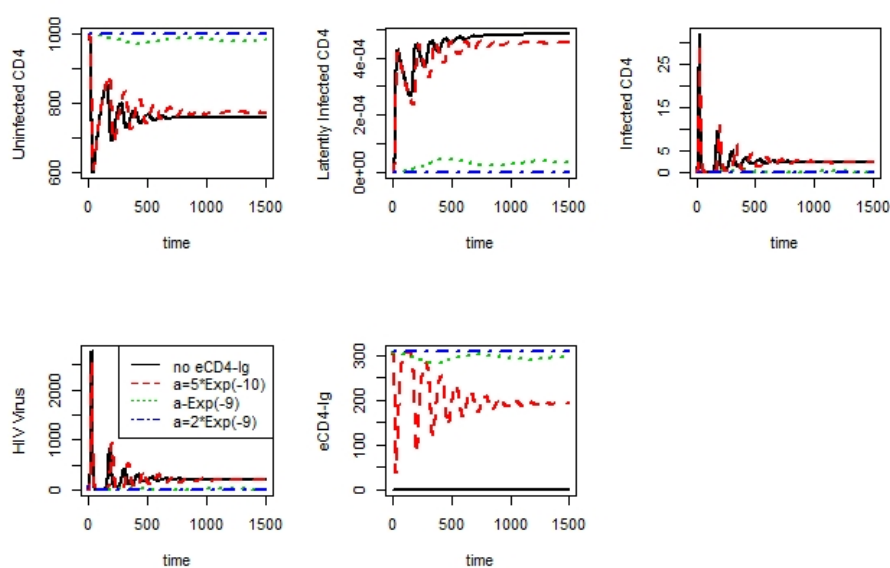 Uninfected CD4
600
800
1000
0
500
1000
1500
time
Latently Infected CD4
0e+00
2e-04
4e-04
0
500
1000
1500
time
Infected CD4
0
5
15
25
0
500
1000
1500
time
HIV Virus
0
1000
2000
0
500
1000
1500
time
no eCD4-Ig
a=5*Exp(-10)
a-Exp(-9)
a=2*Exp(-9)
eCD4-Ig
0
100
200
300
0
500
1000
1500
time